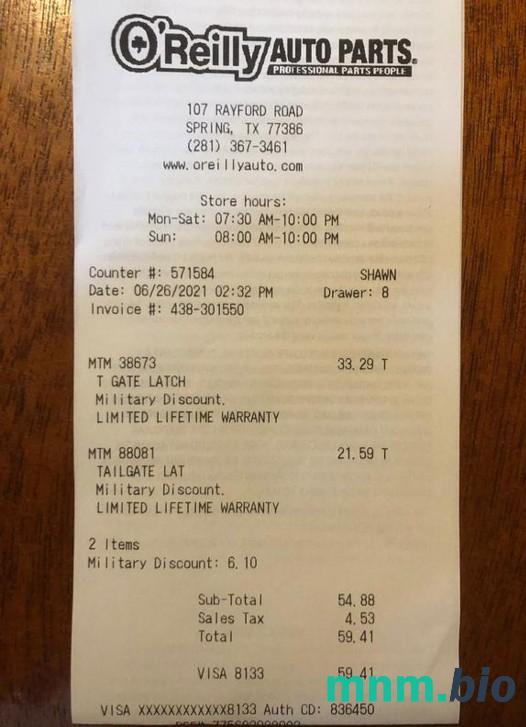 O'Reilly AUTO PARTS®
PROFESSIONAL PARTS PEOPLE
107 RAYFORD ROAD
SPRING, TX 77386
(281) 367-3461
www.oreillyauto.com
Store hours:
Mon-Sat: 07:30 AM-10:00 PM
Sun: 08:00 AM-10:00 PM
Counter #: 571584 SHAWN
Date: 06/26/2021 02:32 PM Drawer: 8
Invoice #: 438-301550
MTM 38673 33.29 T
T GATE LATCH
Military Discount.
LIMITED LIFETIME WARRANTY
MTM 88081 21.59 T
TAILGATE LAT
Military Discount.
LIMITED LIFETIME WARRANTY
2 Items
Military Discount: 6.10
Sub-Total 54.88
Sales Tax 4.53
Total 59.41
VISA 8133 59.41
mnm.bio
VISA XXXXXXXXXXXX8133 Auth CD: 836450